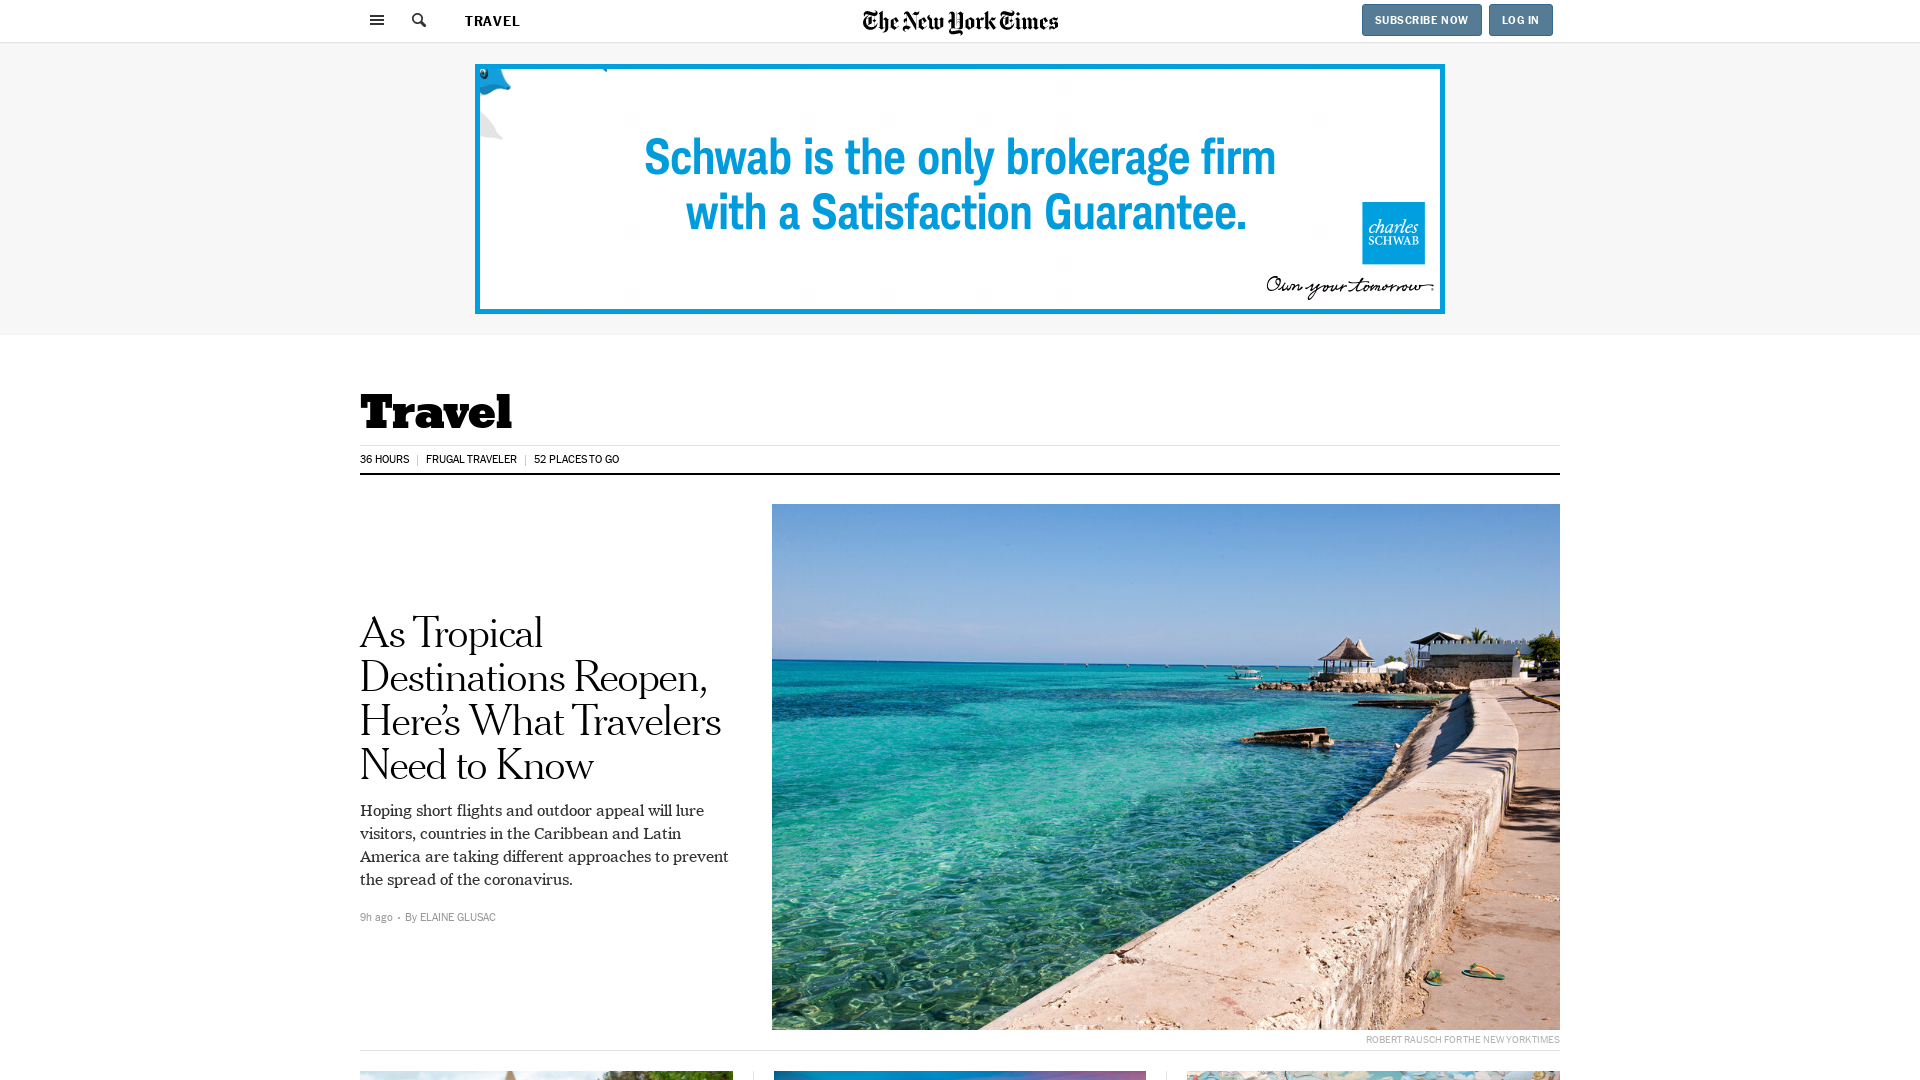 TRAVEL
The New York Times
SUBSCRIBE NOW
LOG IN
Schwab is the only brokerage firm
with a Satisfaction Guarantee.
charles
SCHWAB
Own your tomorrow.
Travel
36 HOURS
FRUGAL TRAVELER
52 PLACES TO GO
As Tropical
Destinations Reopen,
Here’s What Travelers
Need to Know
Hoping short flights and outdoor appeal will lure
visitors, countries in the Caribbean and Latin
America are taking different approaches to prevent
the spread of the coronavirus.
9h ago • By ELAINE GLUSAC
ROBERT RAUSCH FOR THE NEW YORK TIMES